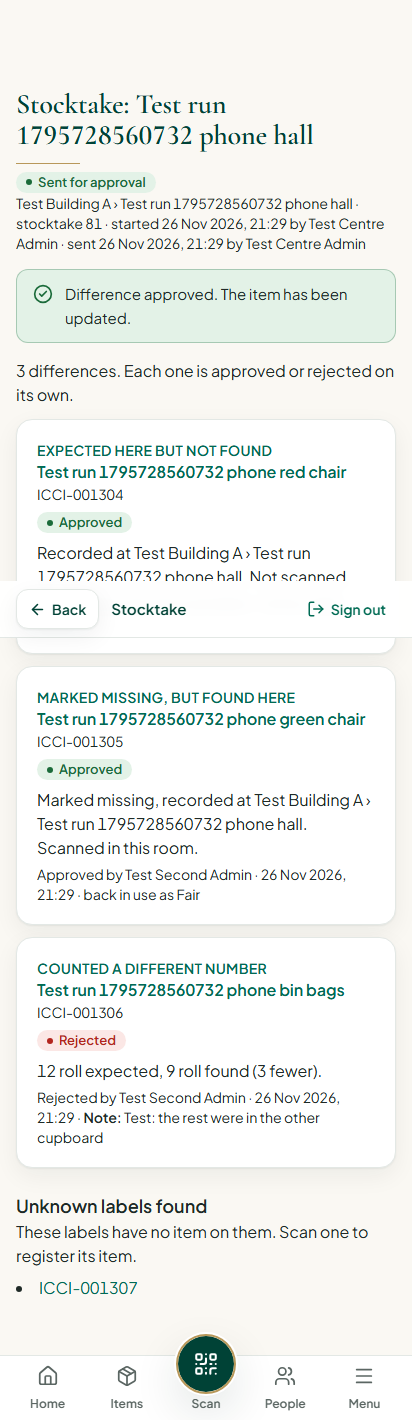 Stocktake: Test run
1795728560732 phone hall
Sent for approval
Test Building A › Test run 1795728560732 phone hall ·
stocktake 81 · started 26 Nov 2026, 21:29 by Test Centre
Admin · sent 26 Nov 2026, 21:29 by Test Centre Admin
Difference approved. The item has been
updated.
3 differences. Each one is approved or rejected on
its own.
EXPECTED HERE BUT NOT FOUND
Test run 1795728560732 phone red chair
ICCI-001304
Approved
Recorded at Test Building A › Test run
1795728560732 phone hall. Not scanned
Back
Stocktake
Sign out
MARKED MISSING, BUT FOUND HERE
Test run 1795728560732 phone green chair
ICCI-001305
Approved
Marked missing, recorded at Test Building A ›
Test run 1795728560732 phone hall.
Scanned in this room.
Approved by Test Second Admin · 26 Nov 2026,
21:29 · back in use as Fair
COUNTED A DIFFERENT NUMBER
Test run 1795728560732 phone bin bags
ICCI-001306
Rejected
12 roll expected, 9 roll found (3 fewer).
Rejected by Test Second Admin · 26 Nov 2026,
21:29 · Note: Test: the rest were in the other
cupboard
Unknown labels found
These labels have no item on them. Scan one to
register its item.
ICCI-001307
Home
Items
Scan
People
Menu